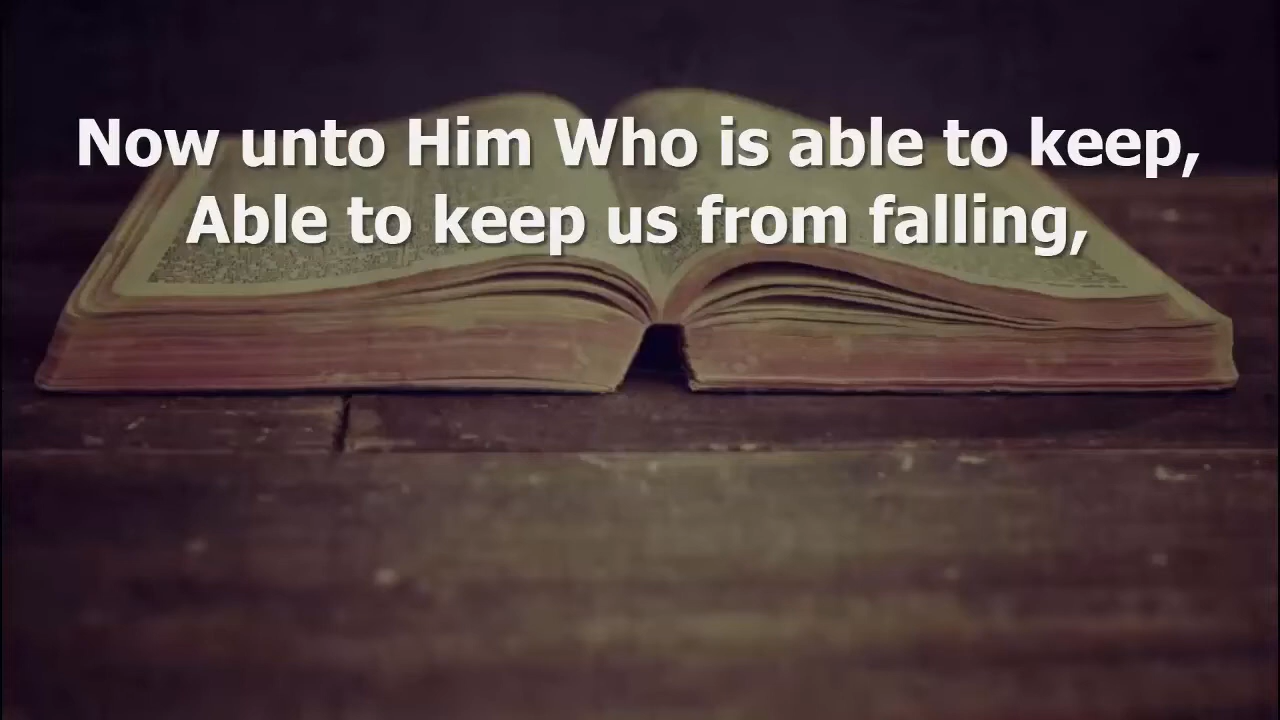 Now unto Him Who is able to keep,
Able to keep us from falling,